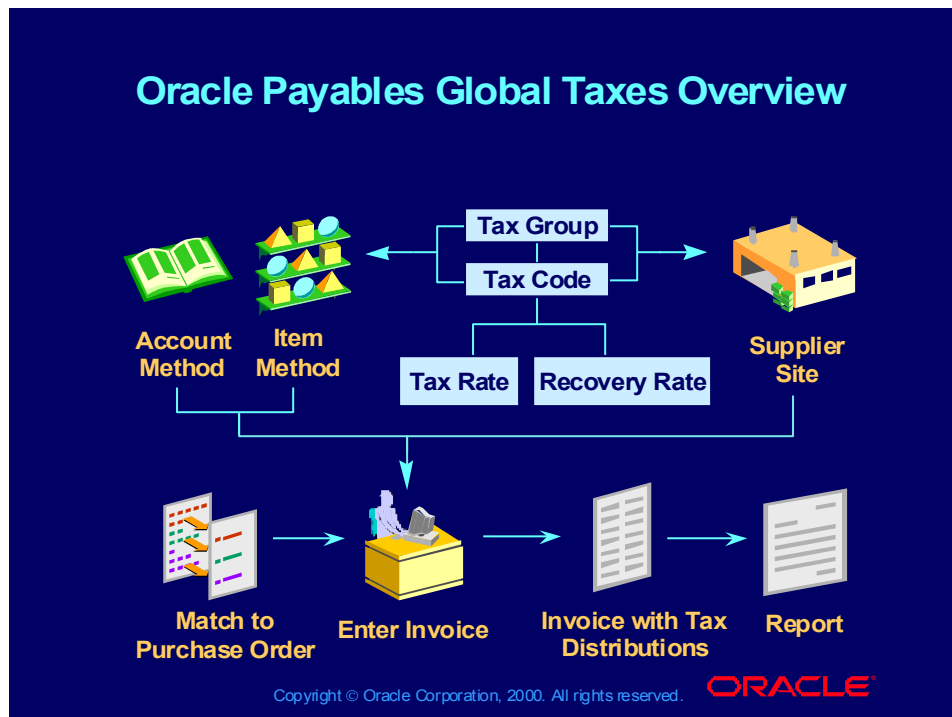 Oracle Payables Global Taxes Overview
Tax Group
Tax Code
Account
Method
Item
Method
Tax Rate
Recovery Rate
Supplier
Site
Match to
Purchase Order
Enter Invoice
Invoice with Tax
Distributions
Report
Copyright © Oracle Corporation, 2000. All rights reserved.
ORACLE®